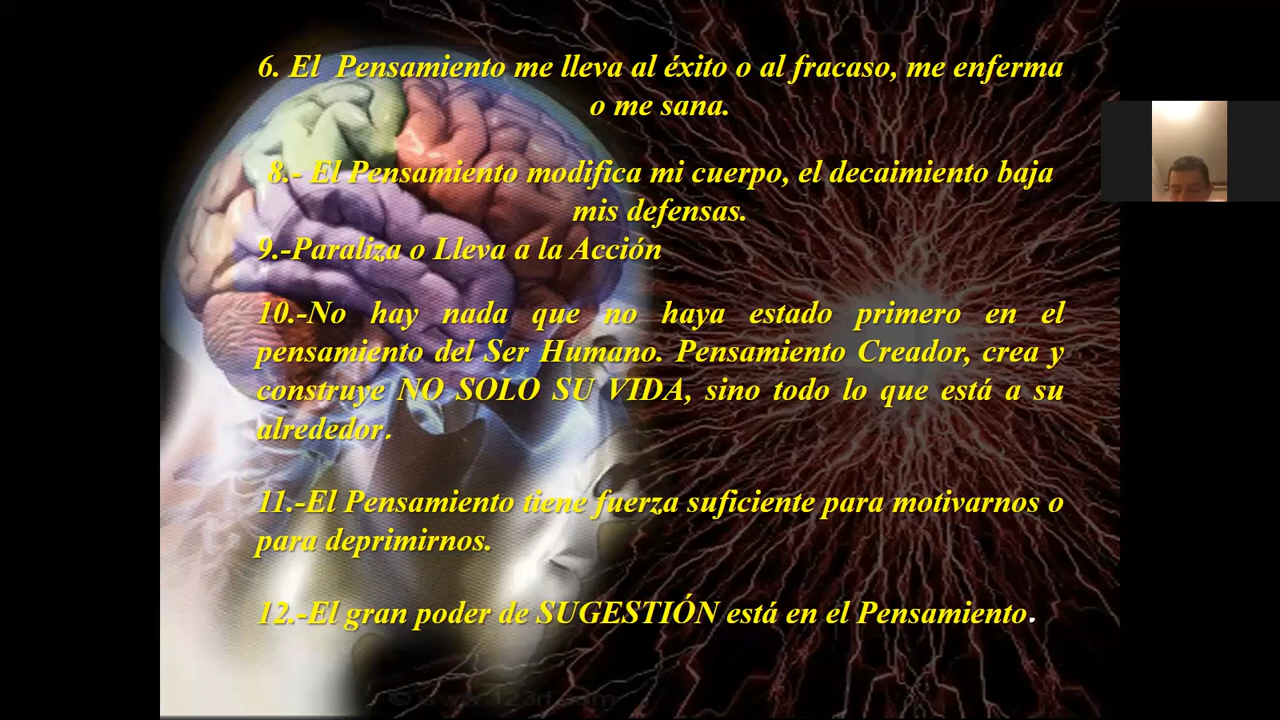 6. El Pensamiento me lleva al éxito o al fracaso, me enferma
o me sana.
8.- El Pensamiento modifica mi cuerpo, el decaimiento baja
mis defensas.
9.-Paraliza o Lleva a la Acción
10.-No hay nada que no haya estado primero en el
pensamiento del Ser Humano. Pensamiento Creador, crea y
construye NO SOLO SU VIDA, sino todo lo que está a su
alrededor.
11.-El Pensamiento tiene fuerza suficiente para motivarnos o
para deprimirnos.
12.-El gran poder de SUGESTIÓN está en el Pensamiento.